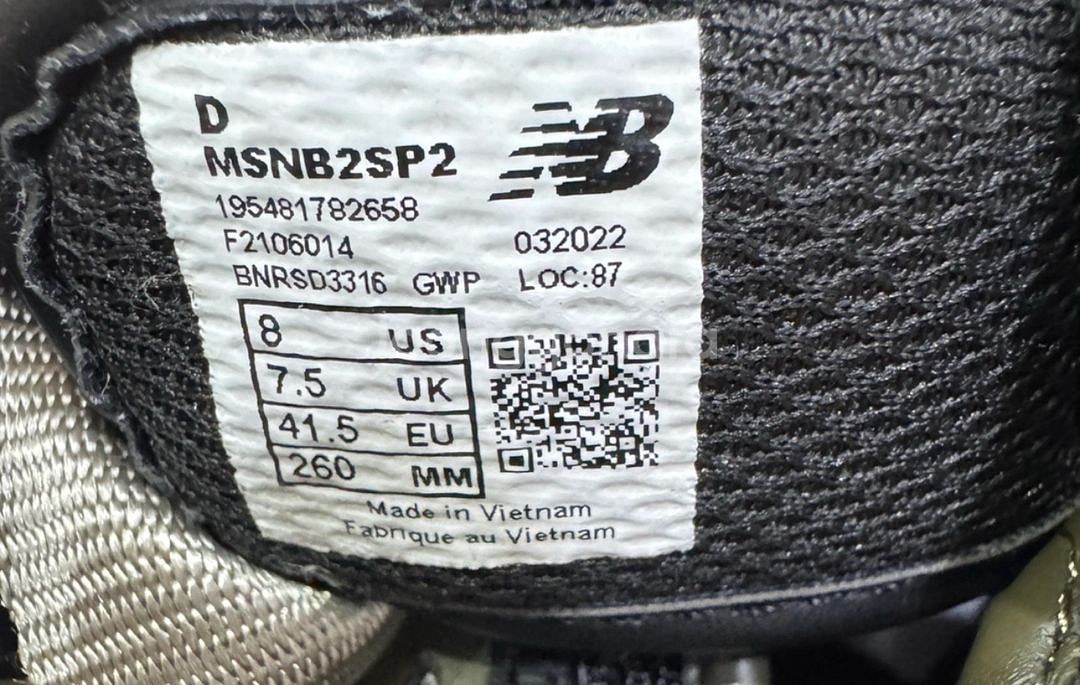 D
MSNB2SP2
NB
195481782658
F2106014
032022
BNRSD3316 GWP LOC:87
8 US
7.5 UK
41.5 EU
260 MM
Made in Vietnam
Fabrique au Vietnam